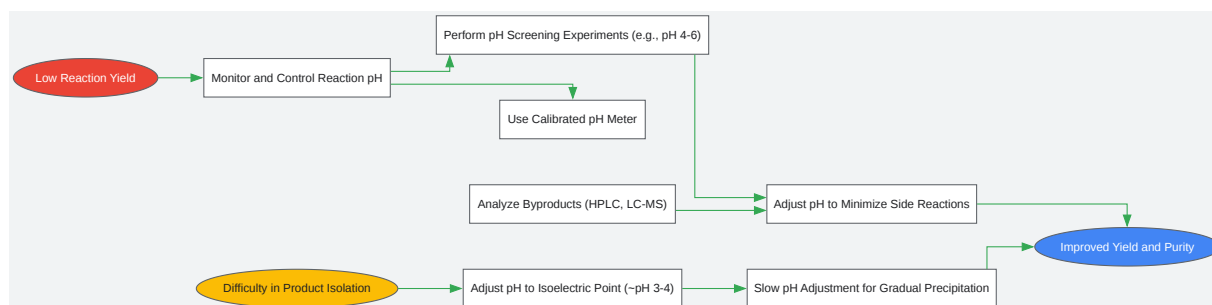 Perform pH Screening Experiments (e.g., pH 4-6)
Low Reaction Yield
Monitor and Control Reaction pH
Use Calibrated pH Meter
Analyze Byproducts (HPLC, LC-MS)
Adjust pH to Minimize Side Reactions
Improved Yield and Purity
Difficulty in Product Isolation
Adjust pH to Isoelectric Point (~pH 3-4)
Slow pH Adjustment for Gradual Precipitation